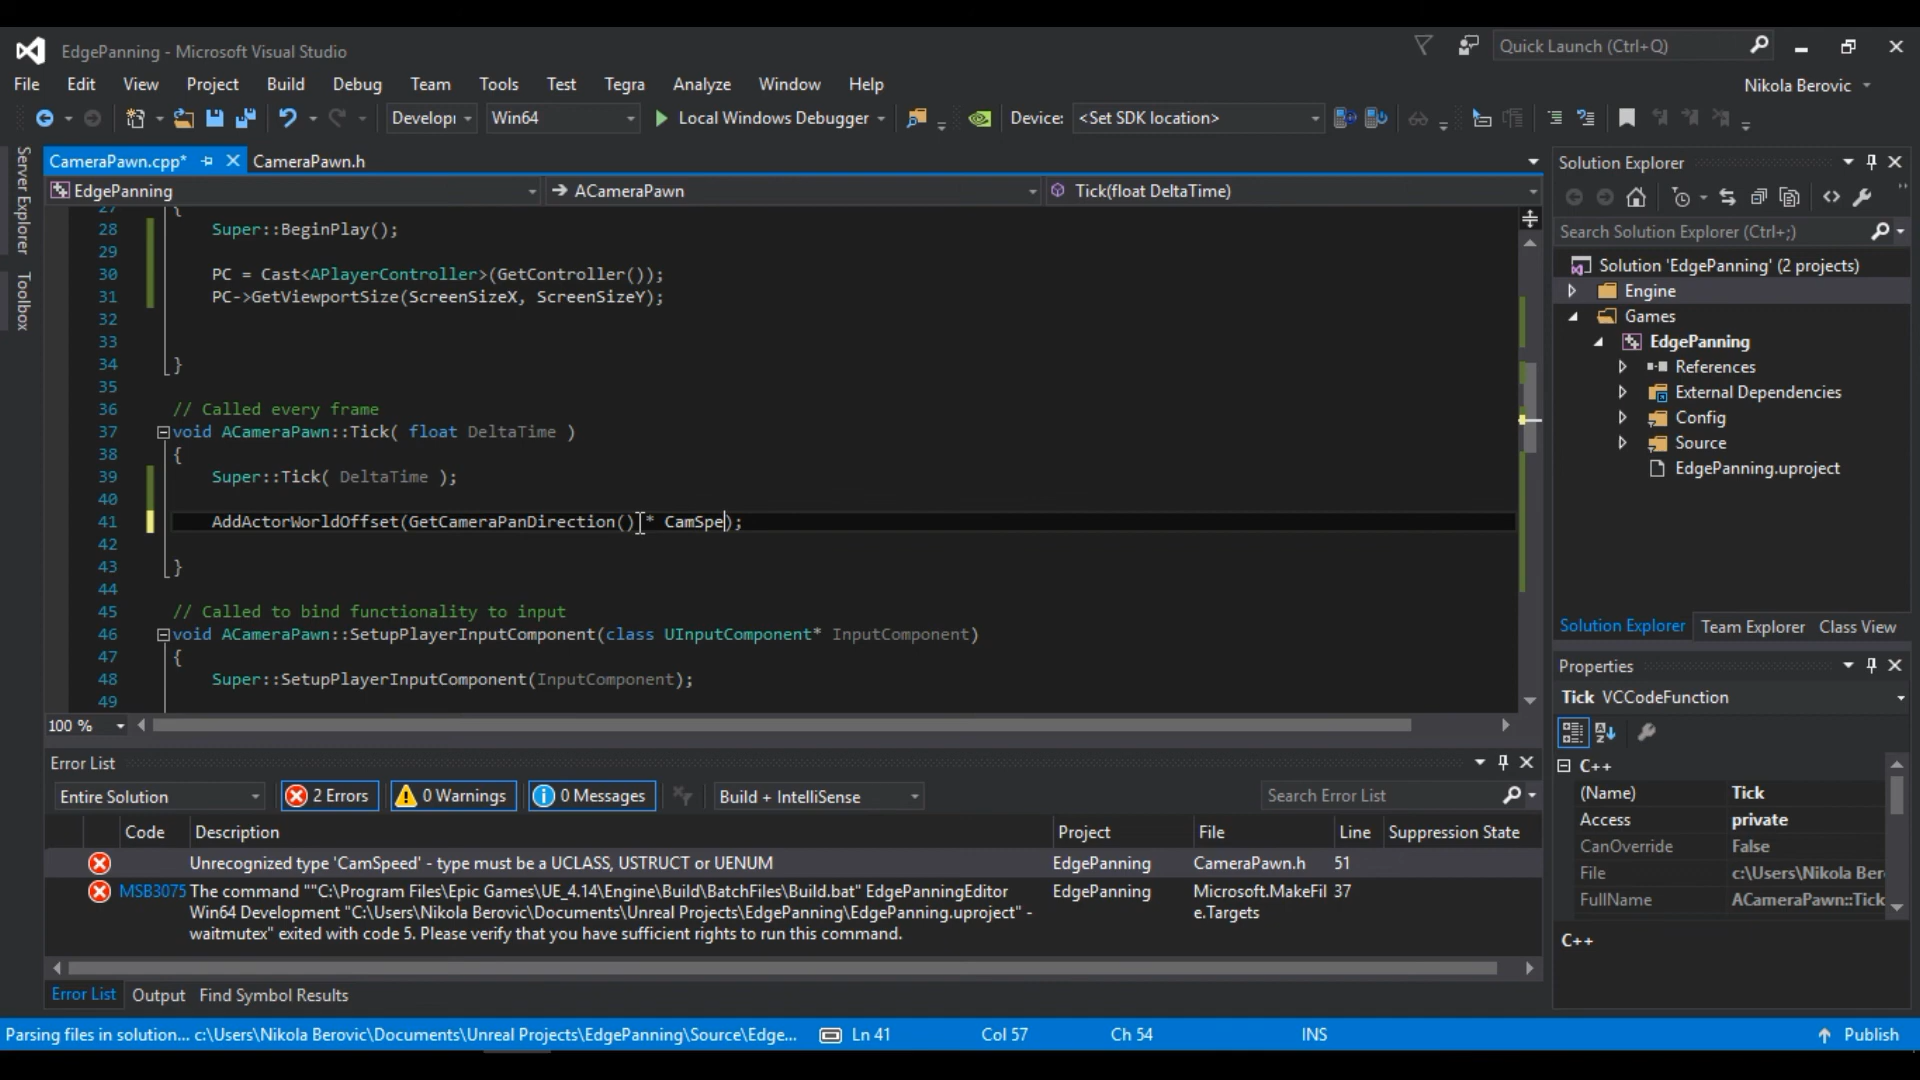 EdgePanning - Microsoft Visual Studio
Quick Launch (Ctrl+Q)
File Edit View Project Build Debug Team Tools Test Tegra Analyze Window Help
Nikola Berovic
Develop Win64 Local Windows Debugger Device: <Set SDK location>
Server Explorer
Toolbox
CameraPawn.cpp* CameraPawn.h
EdgePanning ACameraPawn Tick(float DeltaTime)
27 {
28 Super::BeginPlay();
29
30 PC = Cast<APlayerController>(GetController());
31 PC->GetViewportSize(ScreenSizeX, ScreenSizeY);
32
33
34 }
35
36 // Called every frame
37 void ACameraPawn::Tick( float DeltaTime )
38 {
39 Super::Tick( DeltaTime );
40
41 AddActorWorldOffset(GetCameraPanDirection() * CamSpe);
42
43 }
44
45 // Called to bind functionality to input
46 void ACameraPawn::SetupPlayerInputComponent(class UInputComponent* InputComponent)
47 {
48 Super::SetupPlayerInputComponent(InputComponent);
49
100 %
Error List
Entire Solution 2 Errors 0 Warnings 0 Messages Build + IntelliSense Search Error List
Code Description Project File Line Suppression State
Unrecognized type 'CamSpeed' - type must be a UCLASS, USTRUCT or UENUM EdgePanning CameraPawn.h 51
MSB3075 The command ""C:\Program Files\Epic Games\UE_4.14\Engine\Build\BatchFiles\Build.bat" EdgePanningEditor EdgePanning Microsoft.MakeFil 37
Win64 Development "C:\Users\Nikola Berovic\Documents\Unreal Projects\EdgePanning\EdgePanning.uproject" - e.Targets
waitmutex" exited with code 5. Please verify that you have sufficient rights to run this command.
Error List Output Find Symbol Results
Solution Explorer
Search Solution Explorer (Ctrl+;)
Solution 'EdgePanning' (2 projects)
Engine
Games
EdgePanning
References
External Dependencies
Config
Source
EdgePanning.uproject
Solution Explorer Team Explorer Class View
Properties
Tick VCCodeFunction
C++
(Name) Tick
Access private
CanOverride False
File c:\Users\Nikola Ber
FullName ACameraPawn::Tick
C++
Parsing files in solution... c:\Users\Nikola Berovic\Documents\Unreal Projects\EdgePanning\Source\Edge... Ln 41 Col 57 Ch 54 INS Publish